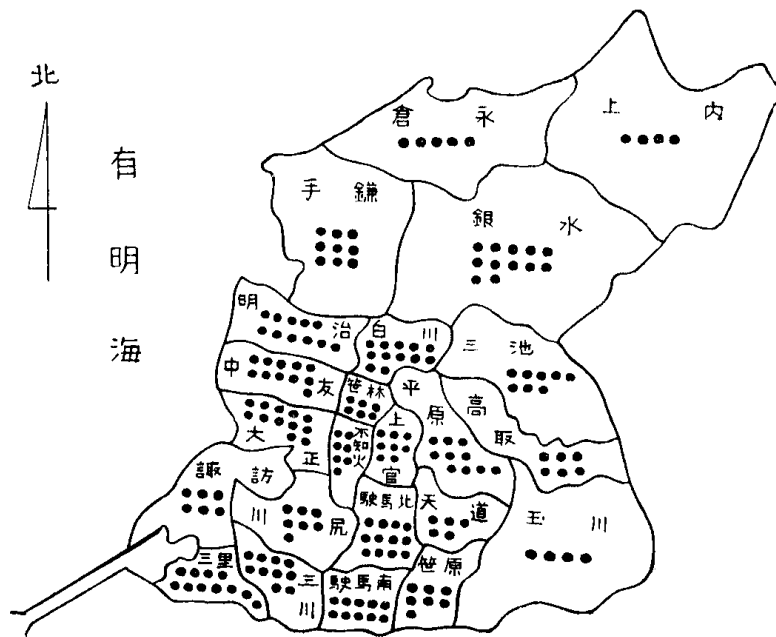 北
有明海
倉永
上内
手鎌
銀水
明治
白川
三池
中友
笹林
平原
高取
大正
不知火
上官
諏訪
川尻
駛馬北
天道
玉川
三里
三川
駛馬南
笹原